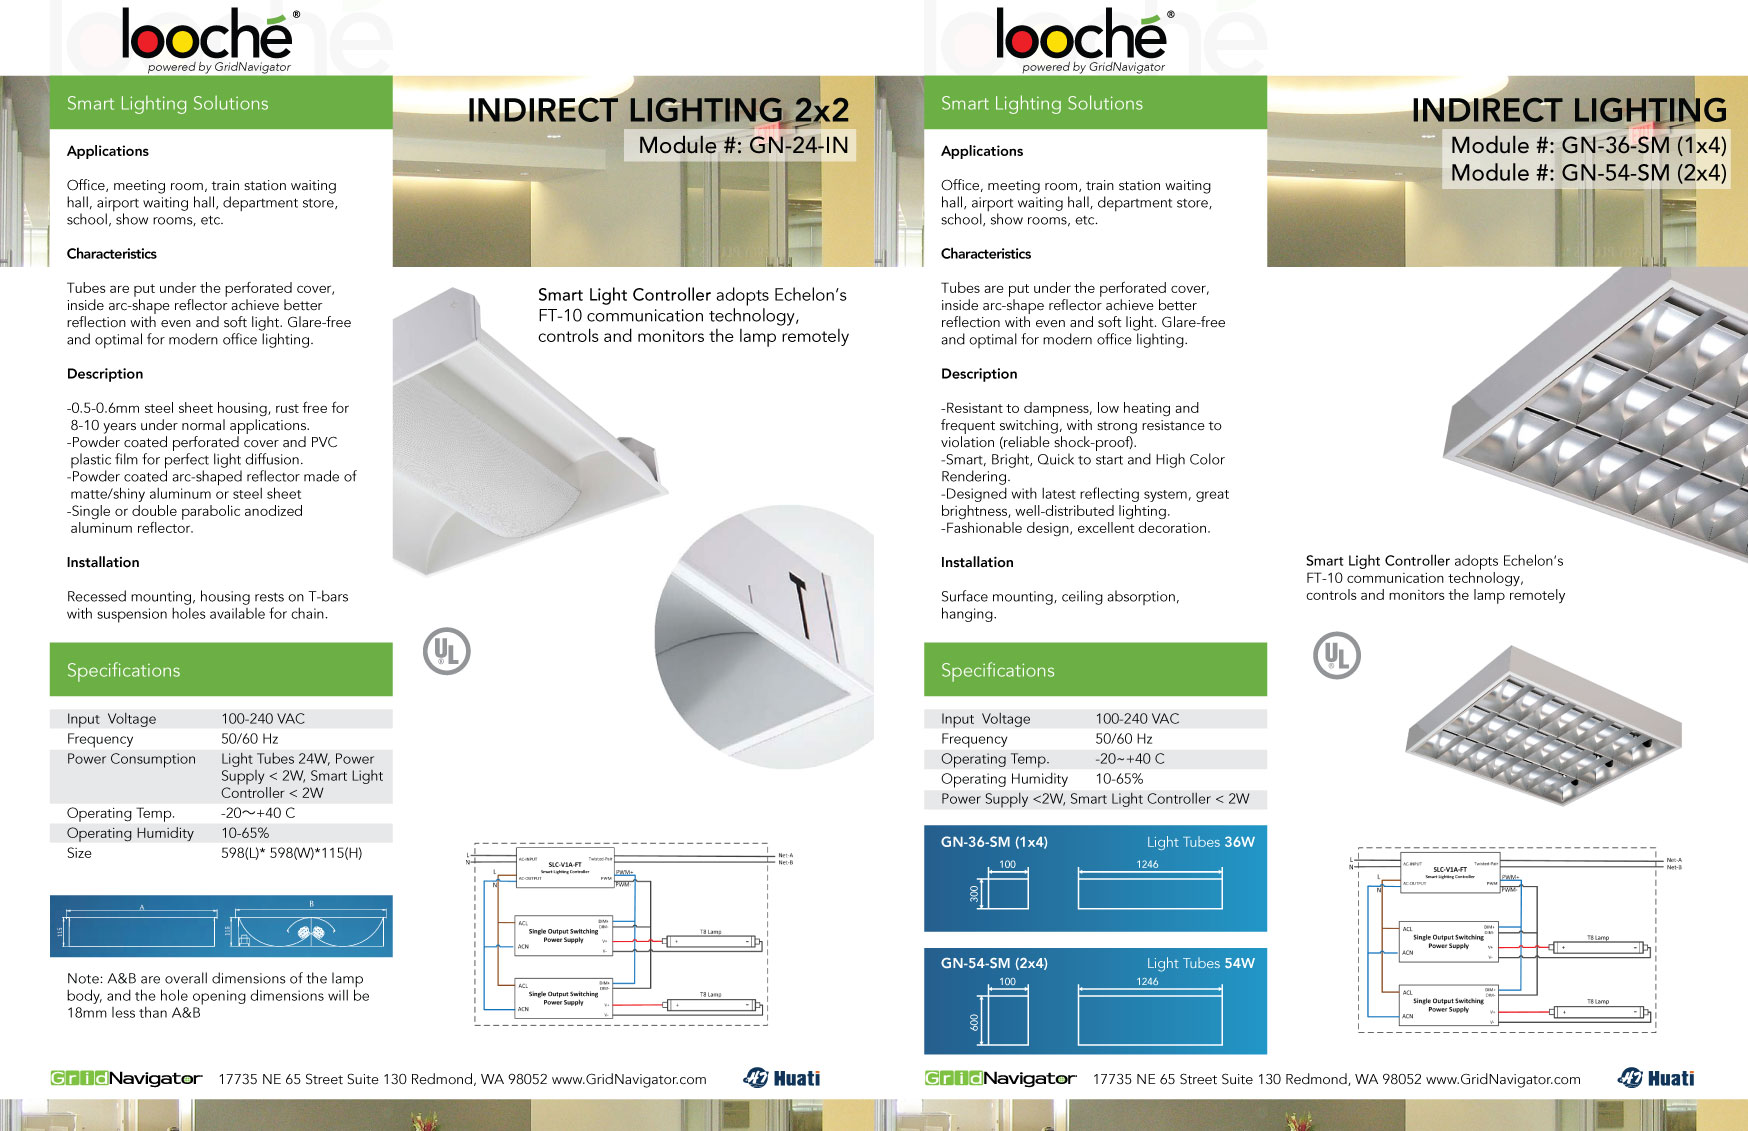 looché®
powered by GridNavigator
Smart Lighting Solutions
INDIRECT LIGHTING 2x2
Module #: GN-24-IN
Applications
Office, meeting room, train station waiting
hall, airport waiting hall, department store,
school, show rooms, etc.
Characteristics
Tubes are put under the perforated cover,
inside arc-shape reflector achieve better
reflection with even and soft light. Glare-free
and optimal for modern office lighting.
Smart Light Controller adopts Echelon's
FT-10 communication technology,
controls and monitors the lamp remotely
Description
-0.5-0.6mm steel sheet housing, rust free for
8-10 years under normal applications.
-Powder coated perforated cover and PVC
plastic film for perfect light diffusion.
-Powder coated arc-shaped reflector made of
matte/shiny aluminum or steel sheet
-Single or double parabolic anodized
aluminum reflector.
Installation
Recessed mounting, housing rests on T-bars
with suspension holes available for chain.
UL ®
Specifications
Input Voltage 100-240 VAC
Frequency 50/60 Hz
Power Consumption Light Tubes 24W, Power
Supply < 2W, Smart Light
Controller < 2W
Operating Temp. -20～+40 C
Operating Humidity 10-65%
Size 598(L)* 598(W)*115(H)
A B
115 115
Note: A&B are overall dimensions of the lamp
body, and the hole opening dimensions will be
18mm less than A&B
L AC-INPUT Twisted-Pair Net-A
N SLC-V1A-FT Net-B
Smart Lighting Controller
L AC-OUTPUT PWM PWM+
N PWM-
ACL DIM+
DIM-
Single Output Switching
Power Supply V+ T8 Lamp
ACN V- + -
ACL DIM+
DIM-
Single Output Switching
Power Supply V+ T8 Lamp
ACN V- + -
GridNavigator 17735 NE 65 Street Suite 130 Redmond, WA 98052 www.GridNavigator.com Huati
looché®
powered by GridNavigator
Smart Lighting Solutions
INDIRECT LIGHTING
Module #: GN-36-SM (1x4)
Module #: GN-54-SM (2x4)
Applications
Office, meeting room, train station waiting
hall, airport waiting hall, department store,
school, show rooms, etc.
Characteristics
Tubes are put under the perforated cover,
inside arc-shape reflector achieve better
reflection with even and soft light. Glare-free
and optimal for modern office lighting.
Description
-Resistant to dampness, low heating and
frequent switching, with strong resistance to
violation (reliable shock-proof).
-Smart, Bright, Quick to start and High Color
Rendering.
-Designed with latest reflecting system, great
brightness, well-distributed lighting.
-Fashionable design, excellent decoration.
Installation
Surface mounting, ceiling absorption,
hanging.
Smart Light Controller adopts Echelon's
FT-10 communication technology,
controls and monitors the lamp remotely
UL ®
Specifications
Input Voltage 100-240 VAC
Frequency 50/60 Hz
Operating Temp. -20~+40 C
Operating Humidity 10-65%
Power Supply <2W, Smart Light Controller < 2W
GN-36-SM (1x4) Light Tubes 36W
100 1246
300
GN-54-SM (2x4) Light Tubes 54W
100 1246
600
L AC-INPUT Twisted-Pair Net-A
N SLC-V1A-FT Net-B
Smart Lighting Controller
L AC-OUTPUT PWM PWM+
N PWM-
ACL DIM+
DIM-
Single Output Switching
Power Supply V+ T8 Lamp
ACN V- + -
ACL DIM+
DIM-
Single Output Switching
Power Supply V+ T8 Lamp
ACN V- + -
GridNavigator 17735 NE 65 Street Suite 130 Redmond, WA 98052 www.GridNavigator.com Huati